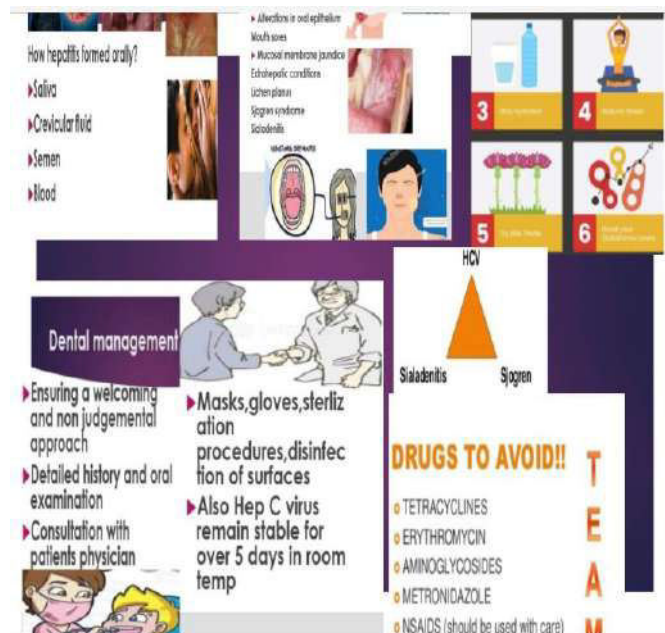 How hepatitis formed orally?
▶Saliva
▶Crevicular fluid
▶Semen
▶Blood
▶ Alterations in oral epithelium
Mouth sores
▶ Mucosal membrane jaundice
Extrahepatic conditions
Lichen planus
Sjogren syndrome
Sialadenitis
3
4
5
6
HCV
Sialadenitis
Sjogren
Dental management
▶Ensuring a welcoming
and non judgemental
approach
▶Detailed history and oral
examination
▶Consultation with
patients physician
▶Masks,gloves,steriliz
ation
procedures,disinfec
tion of surfaces
▶Also Hep C virus
remain stable for
over 5 days in room
temp
DRUGS TO AVOID!!
TETRACYCLINES
ERYTHROMYCIN
AMINOGLYCOSIDES
METRONIDAZOLE
NSAIDS (should be used with care)
T
E
A
M